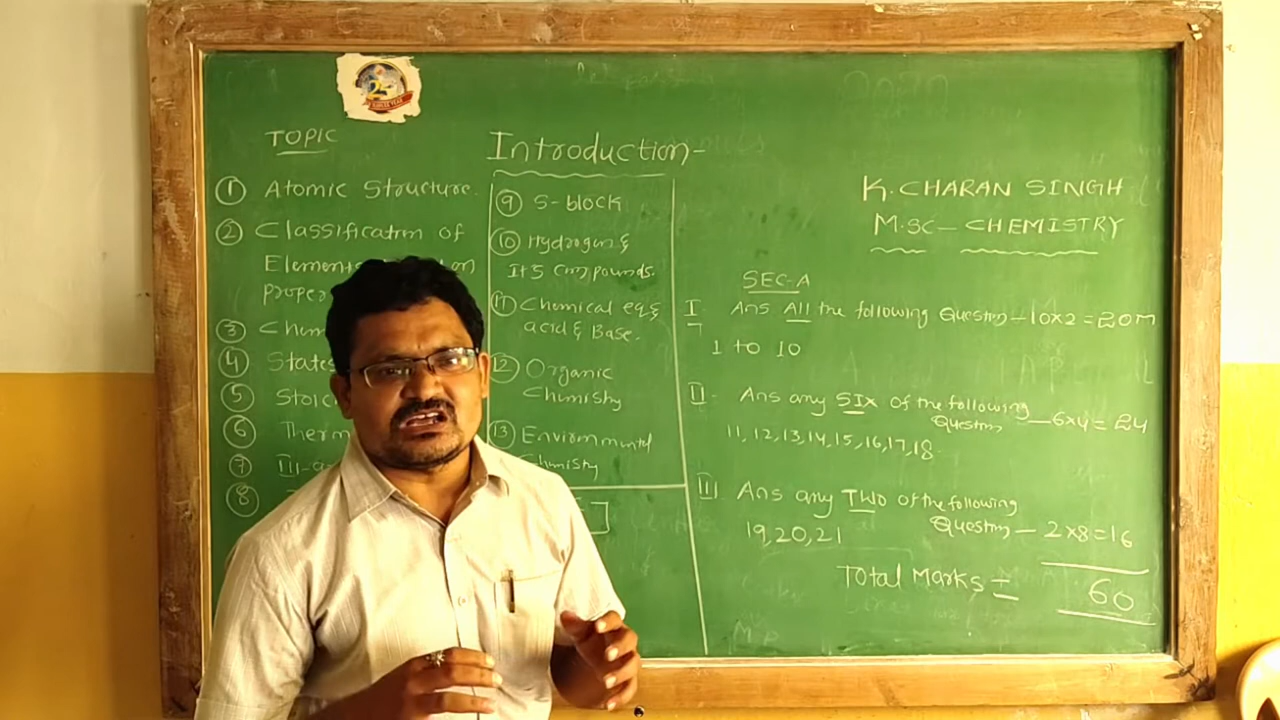 TOPIC
① Atomic Structure.
② Classification of
Elements
proper
③ Chem
④ States
⑤ Stoic
⑥ Therm
⑦ III-
⑧
Introduction-
⑨ S-block
⑩ Hydrogen &
Its Compounds.
⑪ Chemical eq &
acid & Base.
⑫ Organic
Chemistry
⑬ Environmental
Chemistry
K. CHARAN SINGH
M.SC- CHEMISTRY
SEC-A
I. Ans All the following Question - 10x2 = 20M
1 to 10
II. Ans any SIX of the following
Question - 6x4 = 24
11, 12, 13, 14, 15, 16, 17, 18.
III. Ans any TWO of the following
Question - 2x8 = 16
19, 20, 21
Total Marks = 60